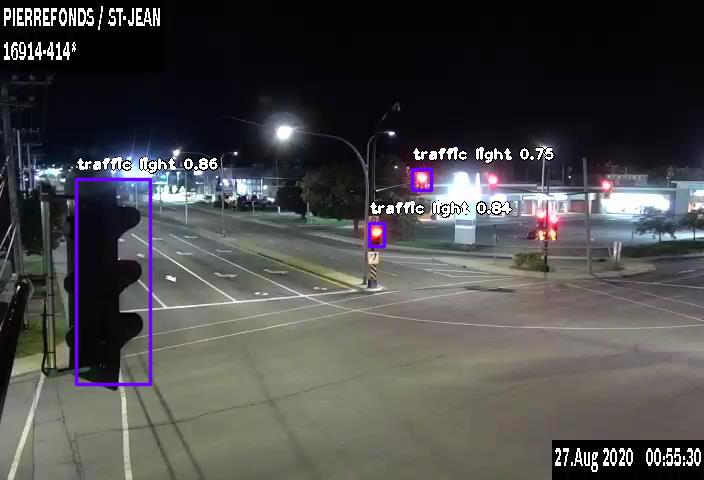 PIERREFONDS / ST-JEAN
16914-414*
traffic light 0.75
traffic light 0.86
traffic light 0.84
27.Aug 2020 00:55:30